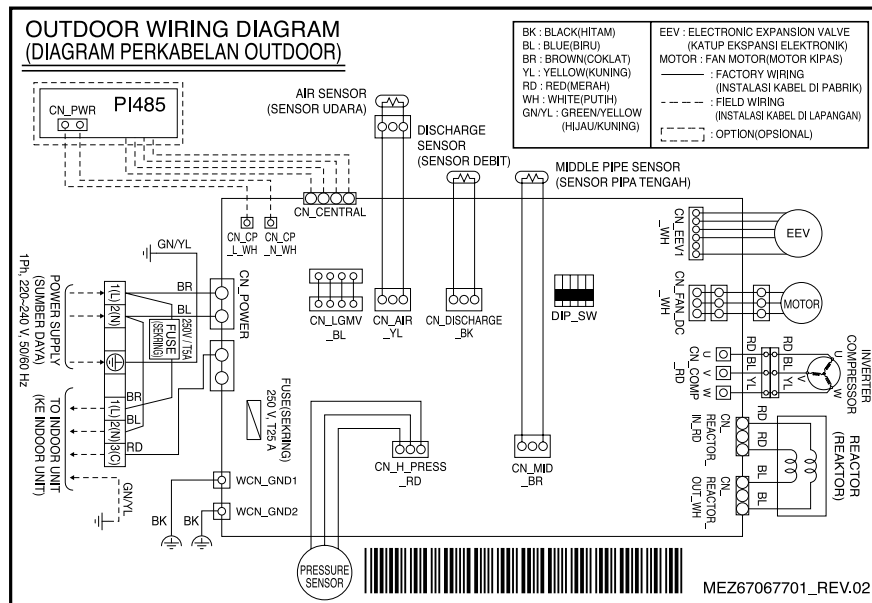 OUTDOOR WIRING DIAGRAM
(DIAGRAM PERKABELAN OUTDOOR)
BK : BLACK(HITAM)
BL : BLUE(BIRU)
BR : BROWN(COKLAT)
YL : YELLOW(KUNING)
RD : RED(MERAH)
WH : WHITE(PUTIH)
GN/YL : GREEN/YELLOW
(HIJAU/KUNING)
EEV : ELECTRONIC EXPANSION VALVE
(KATUP EKSPANSI ELEKTRONIK)
MOTOR : FAN MOTOR(MOTOR KIPAS)
: FACTORY WIRING
(INSTALASI KABEL DI PABRIK)
: FIELD WIRING
(INSTALASI KABEL DI LAPANGAN)
: OPTION(OPSIONAL)
PI485
CN_PWR
AIR SENSOR
(SENSOR UDARA)
DISCHARGE
SENSOR
(SENSOR DEBIT)
MIDDLE PIPE SENSOR
(SENSOR PIPA TENGAH)
CN_CENTRAL
CN_CP
_L_WH
CN_CP
_N_WH
GN/YL
1Ph, 220~240 V, 50/60 Hz
POWER SUPPLY
(SUMBER DAYA)
1(L)
2(N)
BR
BL
FUSE
(SEKRING)
250V / T5A
CN_POWER
TO INDOOR UNIT
(KE INDOOR UNIT)
1(L)
2(N)
3(C)
BR
BL
RD
GN/YL
FUSE(SEKRING)
250 V, T25 A
CN_LGMV
_BL
CN_AIR
_YL
CN_DISCHARGE
_BK
DIP_SW
CN_EEV1
_WH
EEV
CN_FAN_DC
_WH
MOTOR
CN_COMP
_RD
U
V
W
RD
BL
YL
RD
BL
YL
U
V
W
INVERTER
COMPRESSOR
CN_
REACTOR_
IN_RD
RD
RD
CN_
REACTOR_
OUT_WH
BL
BL
REACTOR
(REAKTOR)
CN_H_PRESS
_RD
CN_MID
_BR
WCN_GND1
WCN_GND2
BK
BK
PRESSURE
SENSOR
MEZ67067701_REV.02